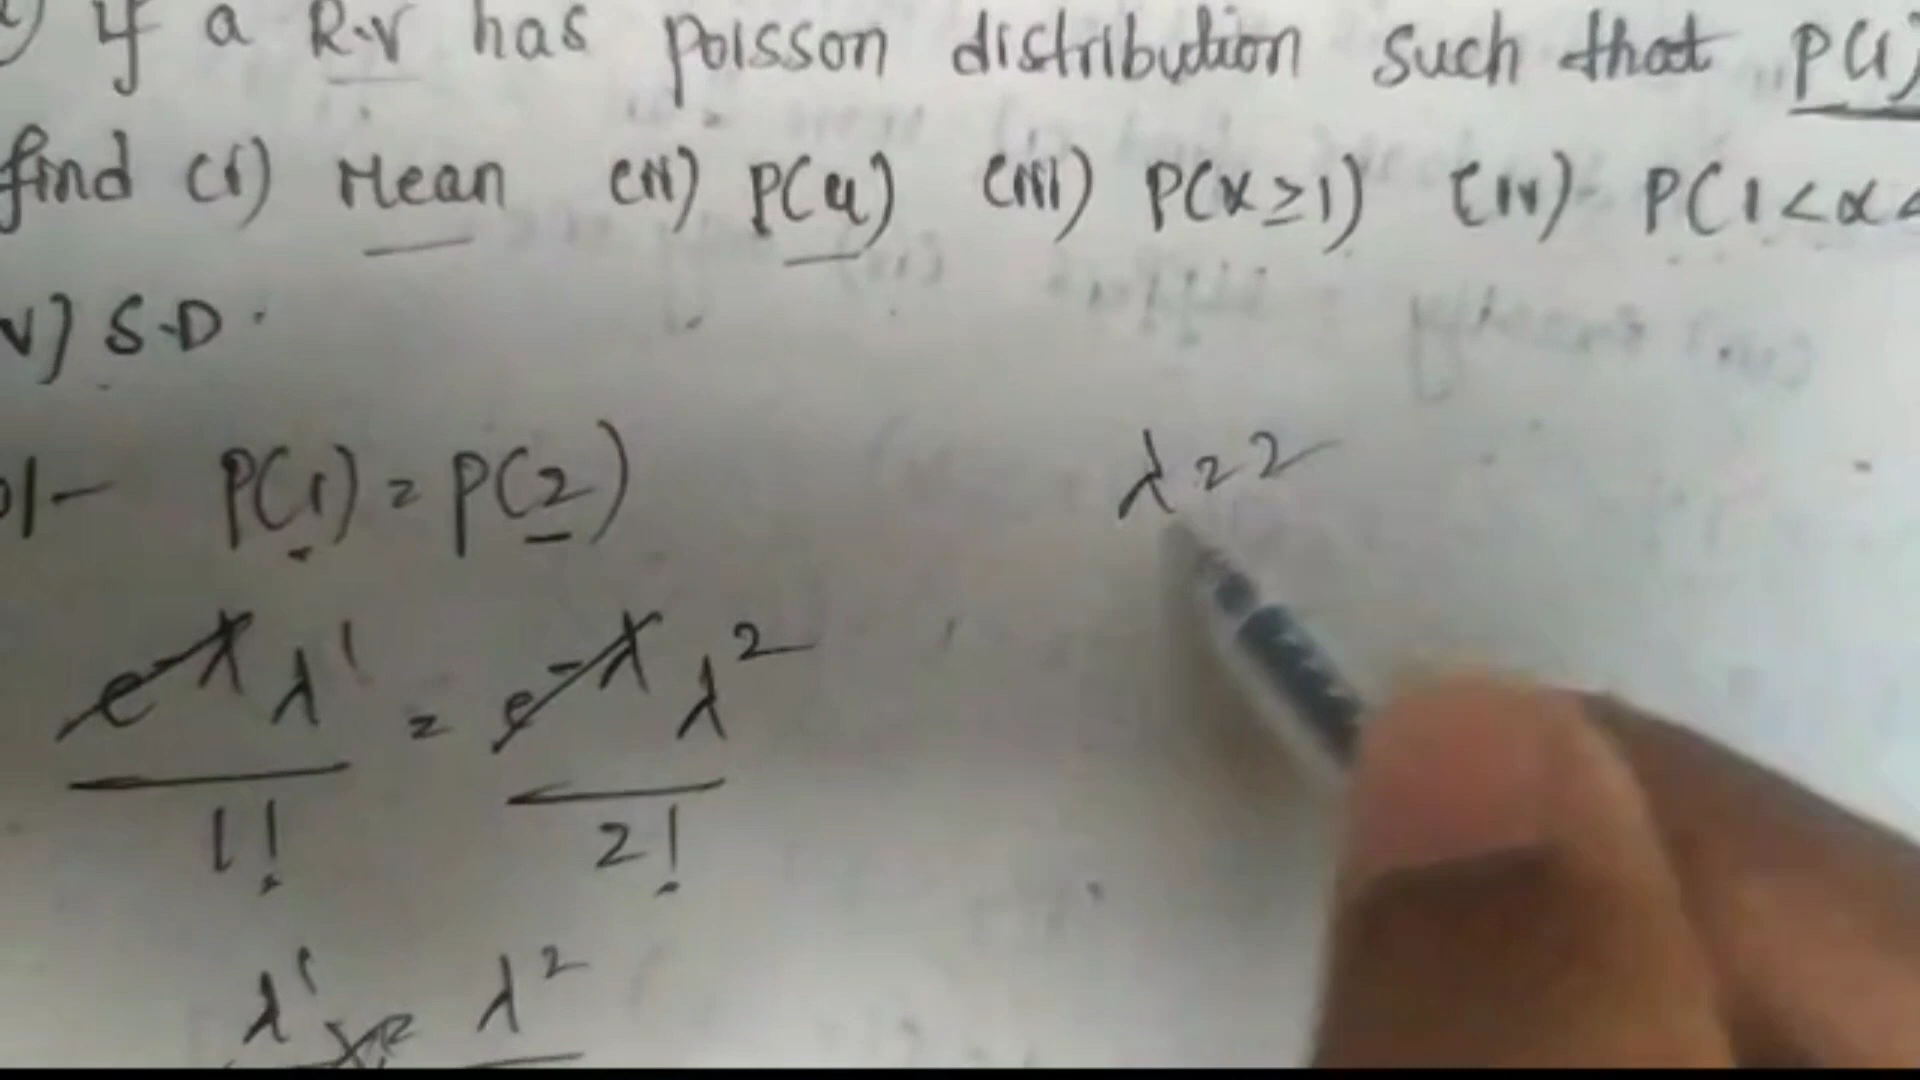 If a R.V has poisson distribution such that P(1)
find (i) Mean (ii) P(4) (iii) P(x≥1) (iv) P(1<x<
v) S.D.
ol- P(1) = P(2) λ = 2
e^-λ λ^1 / 1! = e^-λ λ^2 / 2!
λ^1 λ^2